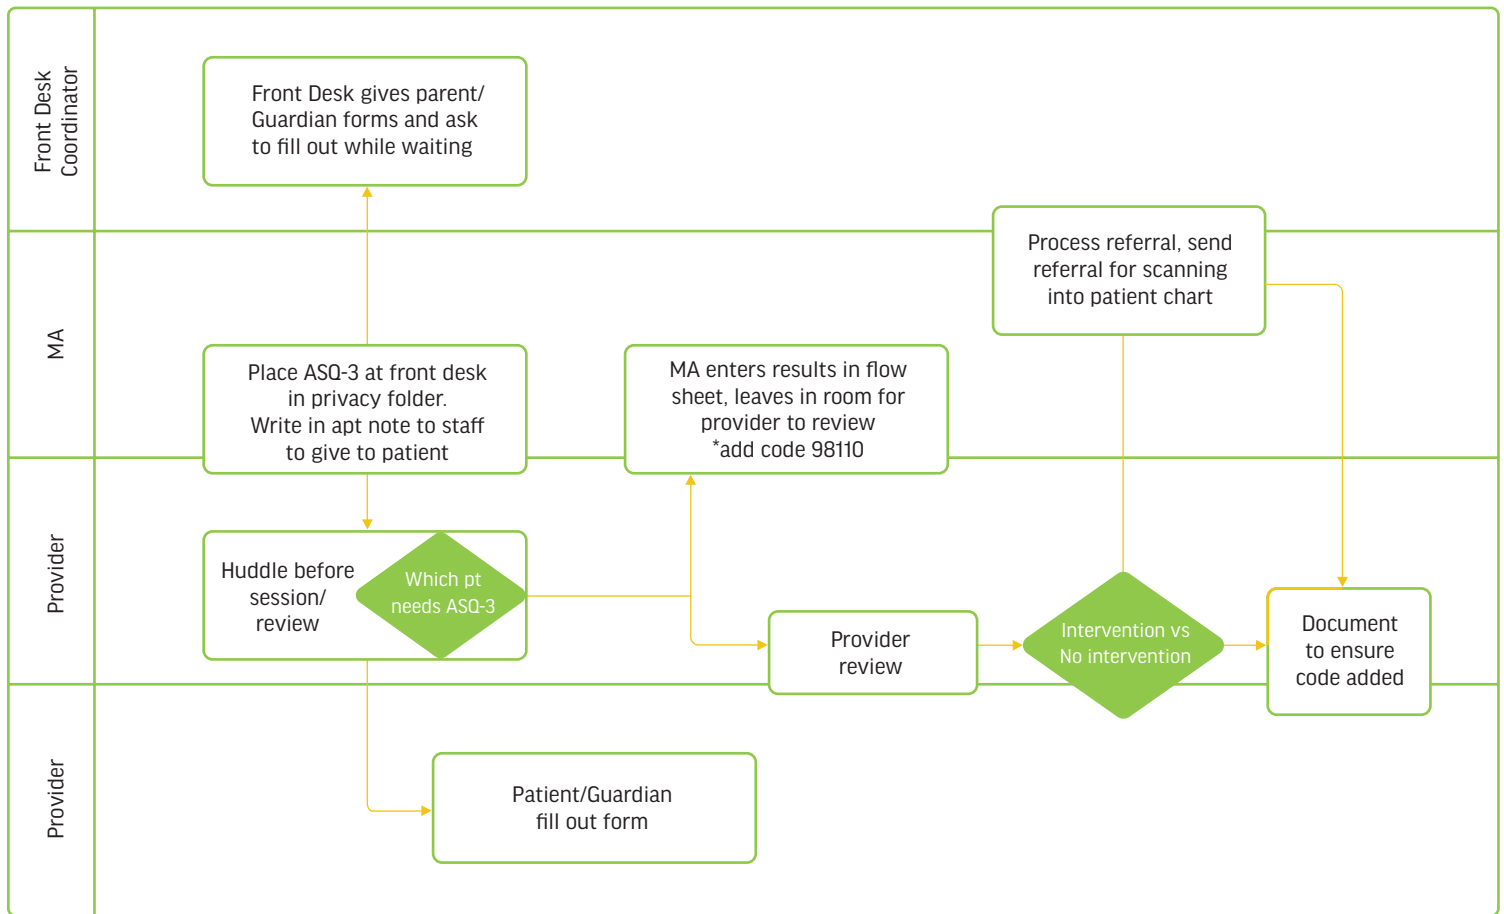 Front Desk
Coordinator
Front Desk gives parent/
Guardian forms and ask
to fill out while waiting
MA
Place ASQ-3 at front desk
in privacy folder.
Write in apt note to staff
to give to patient
MA enters results in flow
sheet, leaves in room for
provider to review
*add code 98110
Process referral, send
referral for scanning
into patient chart
Provider
Huddle before
session/
review
Which pt
needs ASQ-3
Provider
review
Intervention vs
No intervention
Document
to ensure
code added
Provider
Patient/Guardian
fill out form